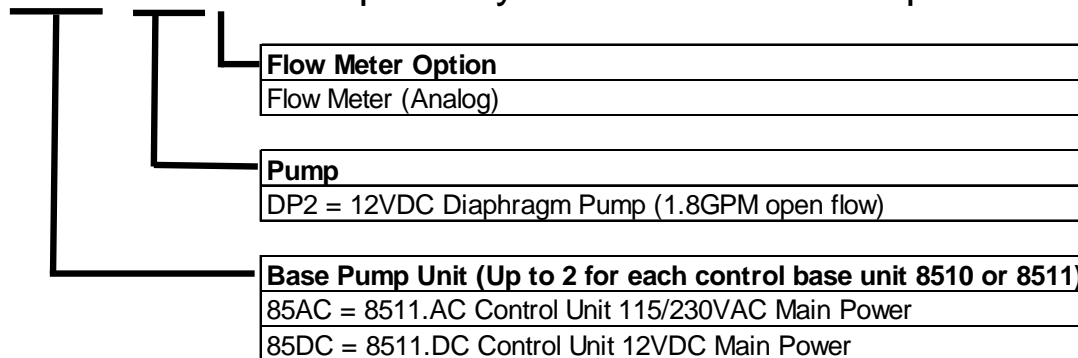 Flow Meter Option
Flow Meter (Analog)
Pump
DP2 = 12VDC Diaphragm Pump (1.8GPM open flow)
Base Pump Unit (Up to 2 for each control base unit 8510 or 8511)
85AC = 8511.AC Control Unit 115/230VAC Main Power
85DC = 8511.DC Control Unit 12VDC Main Power